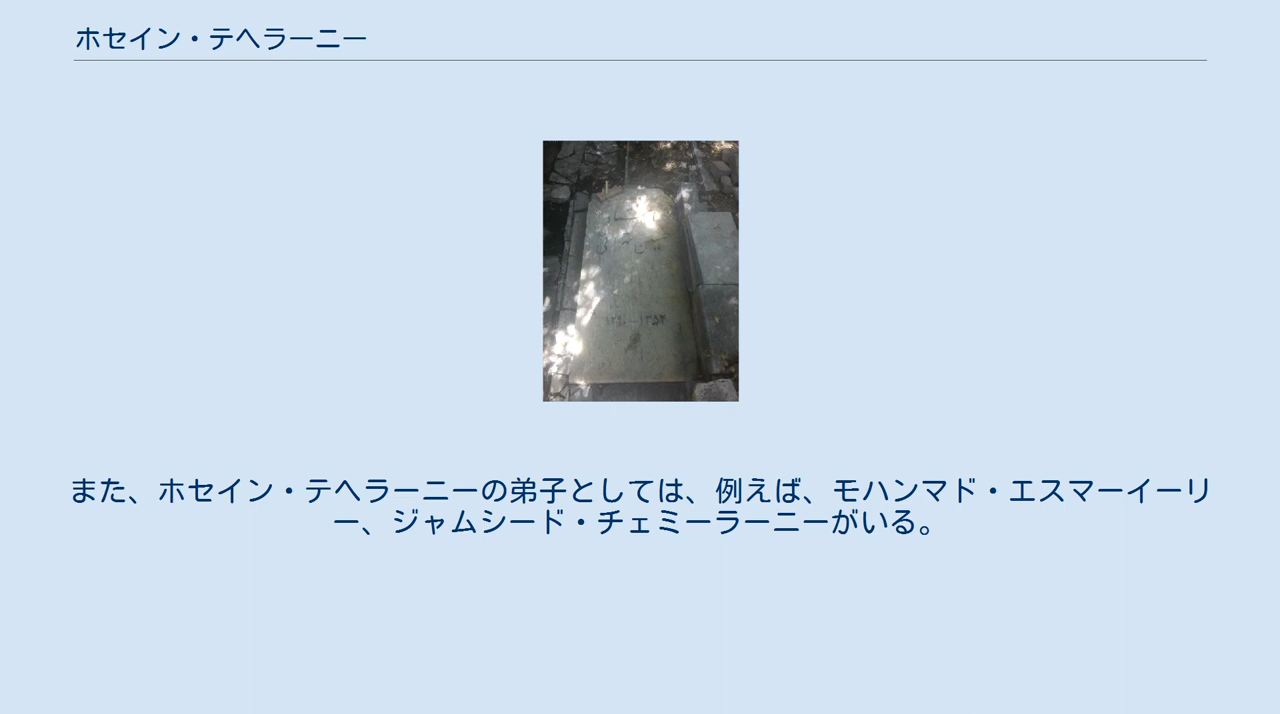 ホセイン・テヘラーニー
۱۲۹۰—۱۳۵۲
また、ホセイン・テヘラーニーの弟子としては、例えば、モハンマド・エスマーイーリ
ー、ジャムシード・チェミーラーニーがいる。